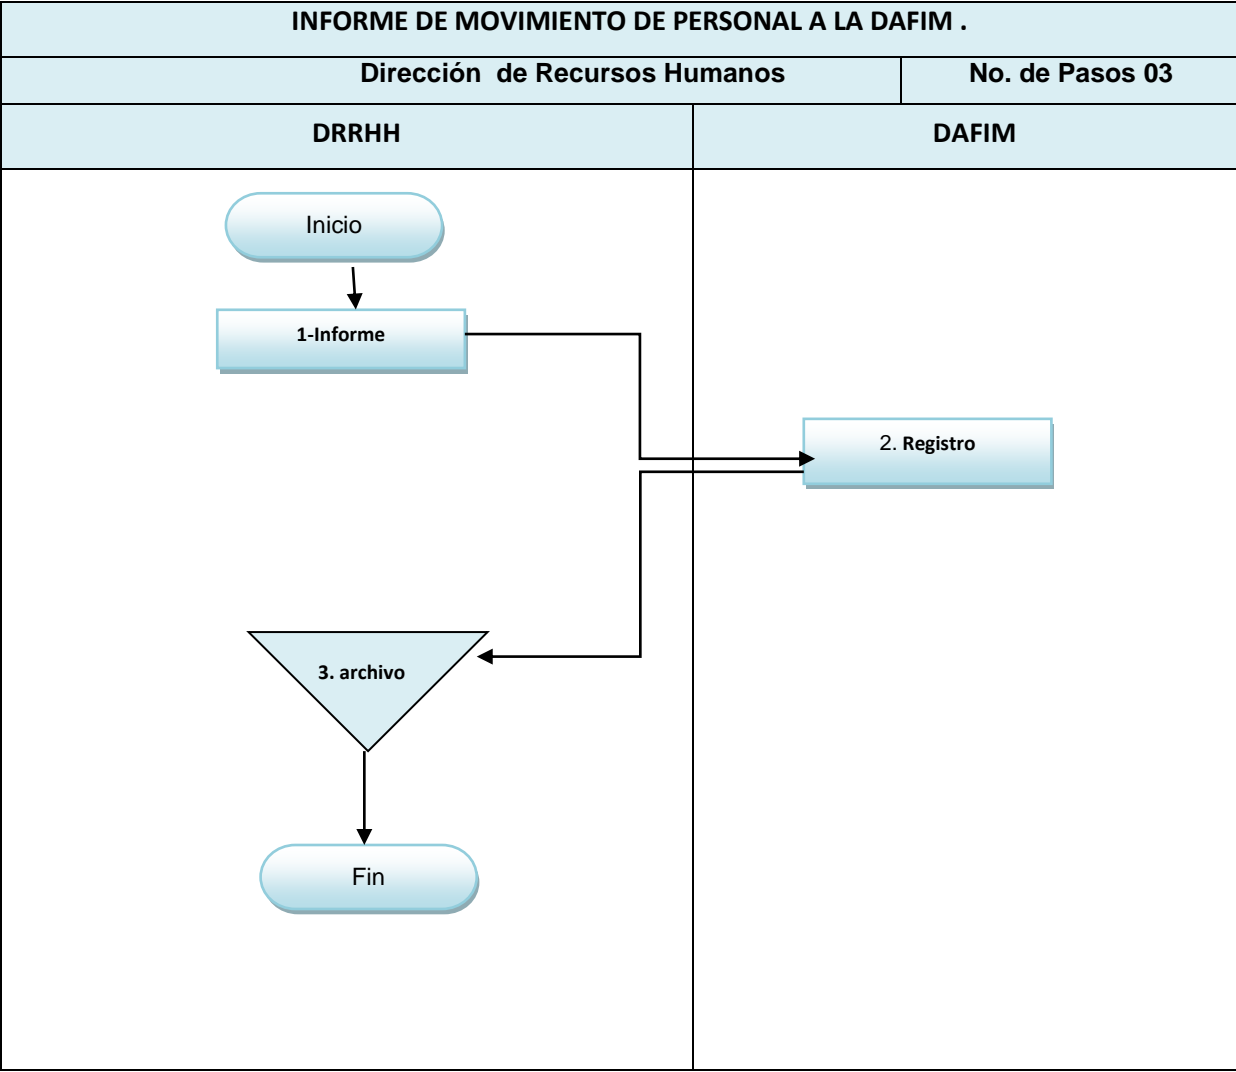 INFORME DE MOVIMIENTO DE PERSONAL A LA DAFIM .
Dirección  de Recursos Humanos
No. de Pasos 03
DRRHH
DAFIM
Inicio
1-Informe
2. Registro
3. archivo
Fin